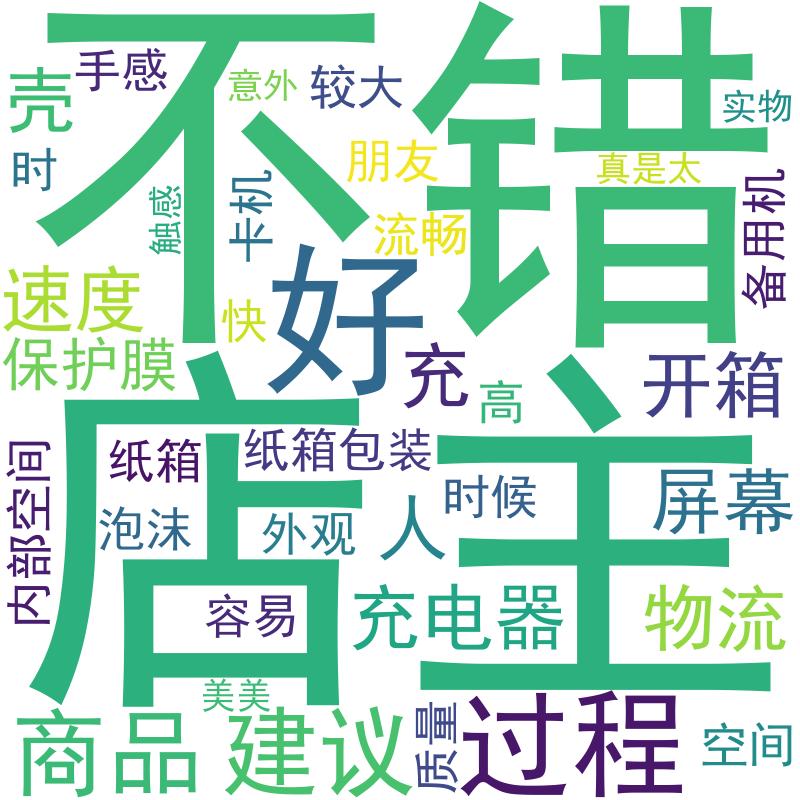 不错
手感
意外
较大
壳
实物
时
朋友
真是太
触感
卡机
备用机
流畅
好
速度
快
保护膜
充
开箱
高
店主
纸箱
纸箱包装
内部空间
时候
屏幕
泡沫
外观
人
容易
充电器
物流
美美
商品
建议
质量
过程
空间